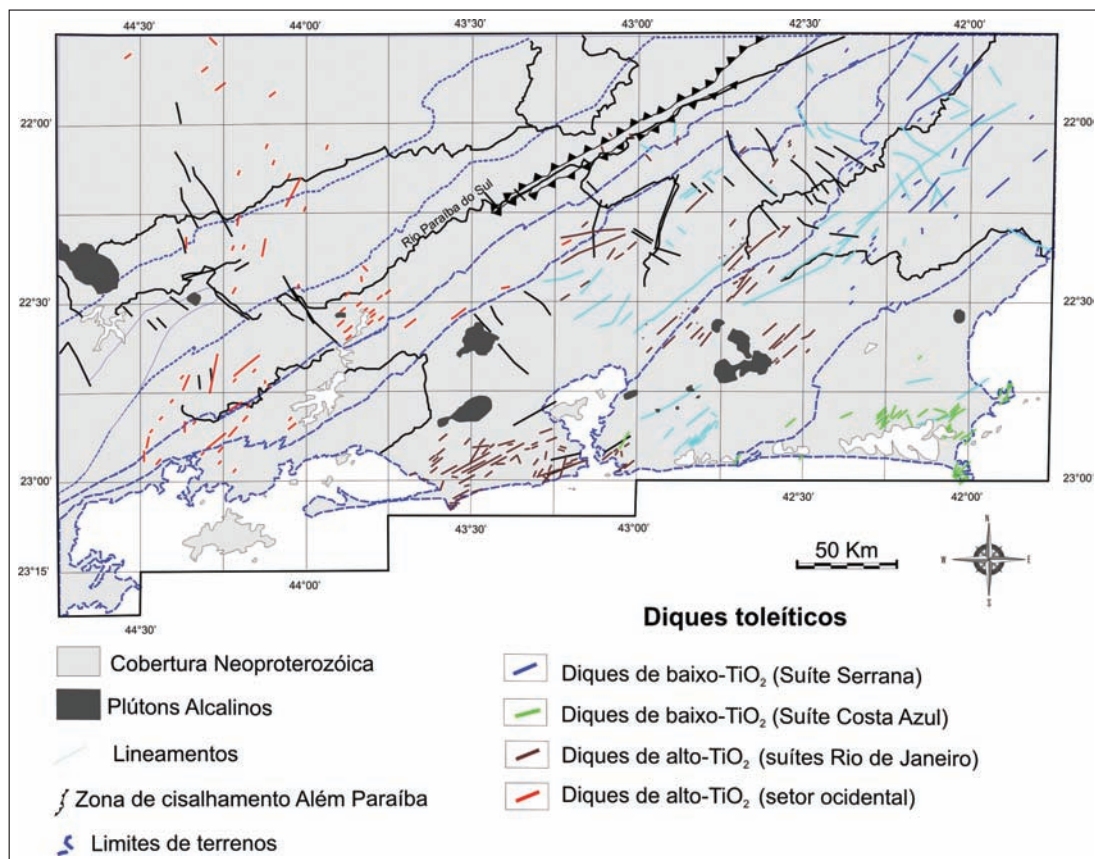 44°30' 44°00' 43°30' 43°00' 42°30' 42°00'
22°00' 22°00'
Rio Paraíba do Sul
22°30' 22°30'
23°00' 23°00'
43°30' 43°00' 42°30' 42°00'
23°15' 44°00'
44°30'
50 Km
N
W E
S
Diques toleíticos
Cobertura Neoproterozóica
Plútons Alcalinos
Lineamentos
Zona de cisalhamento Além Paraíba
Limites de terrenos
Diques de baixo-TiO₂ (Suíte Serrana)
Diques de baixo-TiO₂ (Suíte Costa Azul)
Diques de alto-TiO₂ (suítes Rio de Janeiro)
Diques de alto-TiO₂ (setor ocidental)